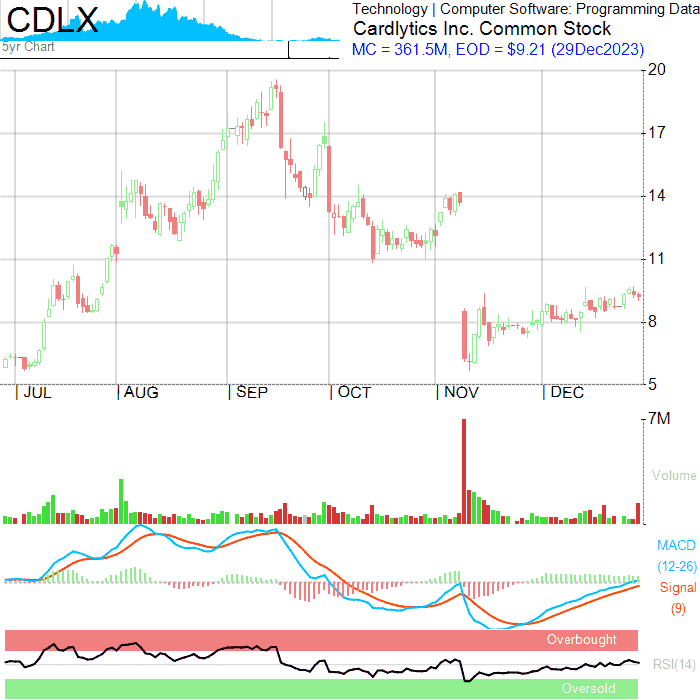 CDLX
5yr Chart
Technology | Computer Software: Programming Data
Cardlytics Inc. Common Stock
MC = 361.5M, EOD = $9.21 (29Dec2023)
20
17
14
11
8
5
JUL AUG SEP OCT NOV DEC
7M
Volume
MACD
(12-26)
Signal
(9)
Overbought
RSI(14)
Oversold